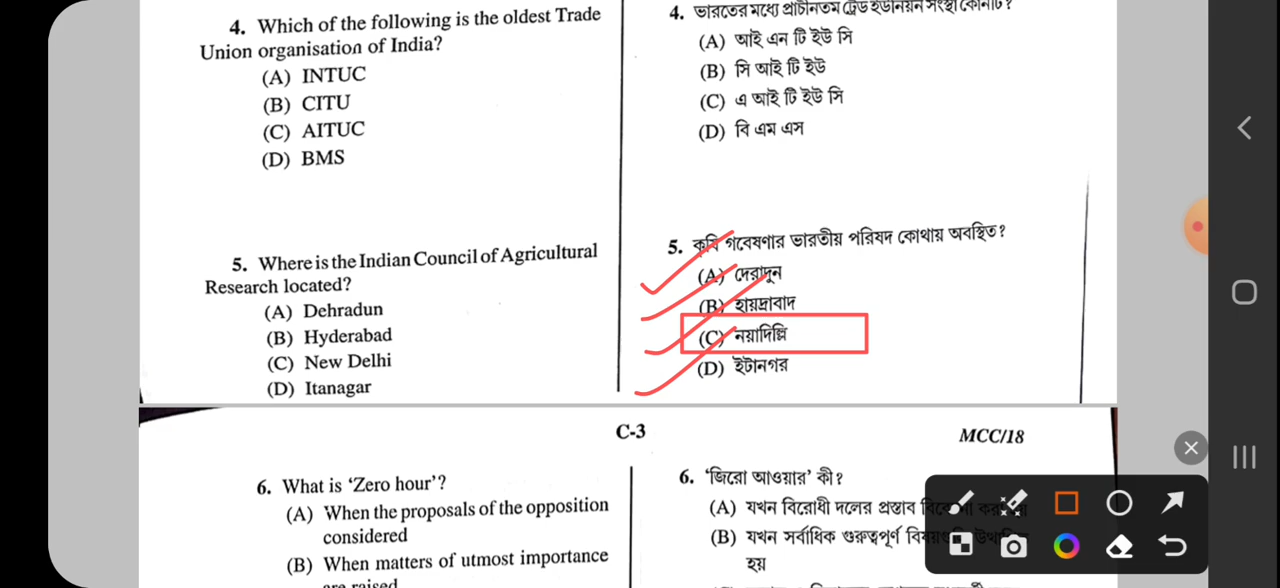 4. Which of the following is the oldest Trade
Union organisation of India?
(A) INTUC
(B) CITU
(C) AITUC
(D) BMS
5. Where is the Indian Council of Agricultural
Research located?
(A) Dehradun
(B) Hyderabad
(C) New Delhi
(D) Itanagar
4. ভারতের মধ্যে প্রাচীনতম ট্রেড ইউনিয়ন সংস্থা কোনটি?
(A) আই এন টি ইউ সি
(B) সি আই টি ইউ
(C) এ আই টি ইউ সি
(D) বি এম এস
5. কৃষি গবেষণার ভারতীয় পরিষদ কোথায় অবস্থিত?
(A) দেরাদুন
(B) হায়দ্রাবাদ
(C) নয়াদিল্লি
(D) ইটানগর
C-3
MCC/18
6. What is ‘Zero hour’?
(A) When the proposals of the opposition
considered
(B) When matters of utmost importance
are raised
6. ‘জিরো আওয়ার’ কী?
(A) যখন বিরোধী দলের প্রস্তাব
(B) যখন সর্বাধিক গুরুত্বপূর্ণ
হয়